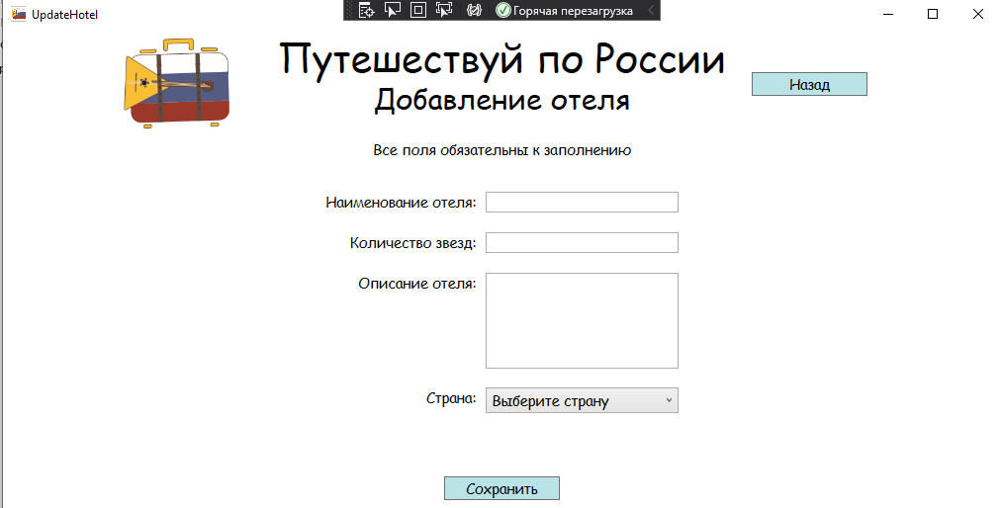 UpdateHotel
Горячая перезагрузка
Путешествуй по России
Добавление отеля
Назад
Все поля обязательны к заполнению
Наименование отеля:
Количество звезд:
Описание отеля:
Страна: Выберите страну
Сохранить